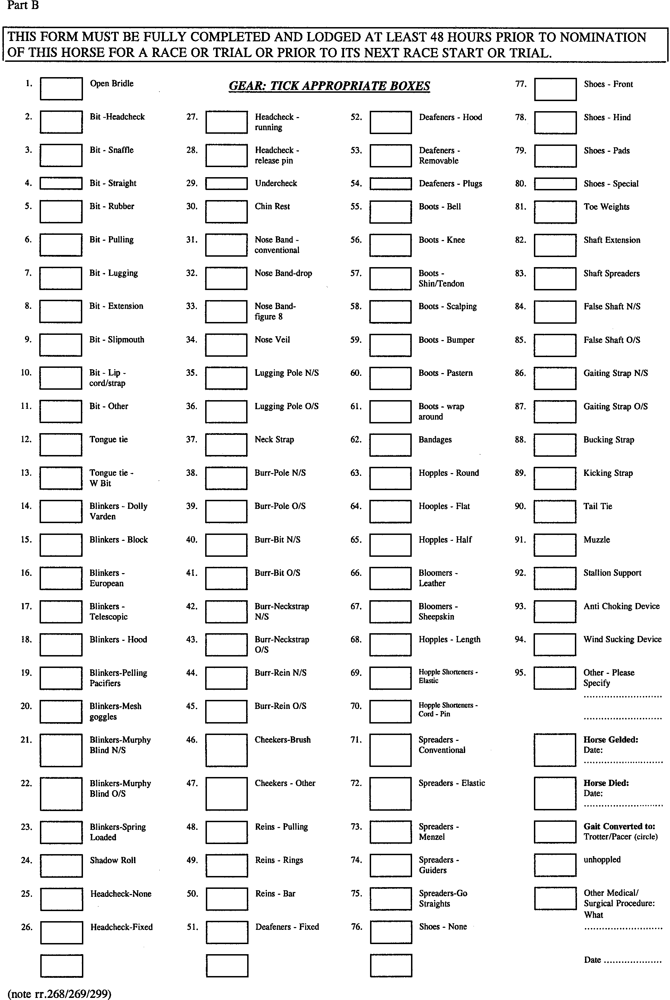 Part B
THIS FORM MUST BE FULLY COMPLETED AND LODGED AT LEAST 48 HOURS PRIOR TO NOMINATION
OF THIS HORSE FOR A RACE OR TRIAL OR PRIOR TO ITS NEXT RACE START OR TRIAL.
GEAR: TICK APPROPRIATE BOXES
1. Open Bridle
2. Bit -Headcheck
3. Bit - Snaffle
4. Bit - Straight
5. Bit - Rubber
6. Bit - Pulling
7. Bit - Lugging
8. Bit - Extension
9. Bit - Slipmouth
10. Bit - Lip -
cord/strap
11. Bit - Other
12. Tongue tie
13. Tongue tie -
W Bit
14. Blinkers - Dolly
Varden
15. Blinkers - Block
16. Blinkers -
European
17. Blinkers -
Telescopic
18. Blinkers - Hood
19. Blinkers-Pelling
Pacifiers
20. Blinkers-Mesh
goggles
21. Blinkers-Murphy
Blind N/S
22. Blinkers-Murphy
Blind O/S
23. Blinkers-Spring
Loaded
24. Shadow Roll
25. Headcheck-None
26. Headcheck-Fixed
27. Headcheck -
running
28. Headcheck -
release pin
29. Undercheck
30. Chin Rest
31. Nose Band -
conventional
32. Nose Band-drop
33. Nose Band-
figure 8
34. Nose Veil
35. Lugging Pole N/S
36. Lugging Pole O/S
37. Neck Strap
38. Burr-Pole N/S
39. Burr-Pole O/S
40. Burr-Bit N/S
41. Burr-Bit O/S
42. Burr-Neckstrap
N/S
43. Burr-Neckstrap
O/S
44. Burr-Rein N/S
45. Burr-Rein O/S
46. Cheekers-Brush
47. Cheekers - Other
48. Reins - Pulling
49. Reins - Rings
50. Reins - Bar
51. Deafeners - Fixed
52. Deafeners - Hood
53. Deafeners -
Removable
54. Deafeners - Plugs
55. Boots - Bell
56. Boots - Knee
57. Boots -
Shin/Tendon
58. Boots - Scalping
59. Boots - Bumper
60. Boots - Pastern
61. Boots - wrap
around
62. Bandages
63. Hopples - Round
64. Hooples - Flat
65. Hopples - Half
66. Bloomers -
Leather
67. Bloomers -
Sheepskin
68. Hopples - Length
69. Hopple Shorteners -
Elastic
70. Hopple Shorteners -
Cord - Pin
71. Spreaders -
Conventional
72. Spreaders - Elastic
73. Spreaders -
Menzel
74. Spreaders -
Guiders
75. Spreaders-Go
Straights
76. Shoes - None
77. Shoes - Front
78. Shoes - Hind
79. Shoes - Pads
80. Shoes - Special
81. Toe Weights
82. Shaft Extension
83. Shaft Spreaders
84. False Shaft N/S
85. False Shaft O/S
86. Gaiting Strap N/S
87. Gaiting Strap O/S
88. Bucking Strap
89. Kicking Strap
90. Tail Tie
91. Muzzle
92. Stallion Support
93. Anti Choking Device
94. Wind Sucking Device
95. Other - Please
Specify
...........................
...........................
Horse Gelded:
Date:
...........................
Horse Died:
Date:
...........................
Gait Converted to:
Trotter/Pacer (circle)
unhoppled
Other Medical/
Surgical Procedure:
What
...........................
Date ....................
(note rr.268/269/299)